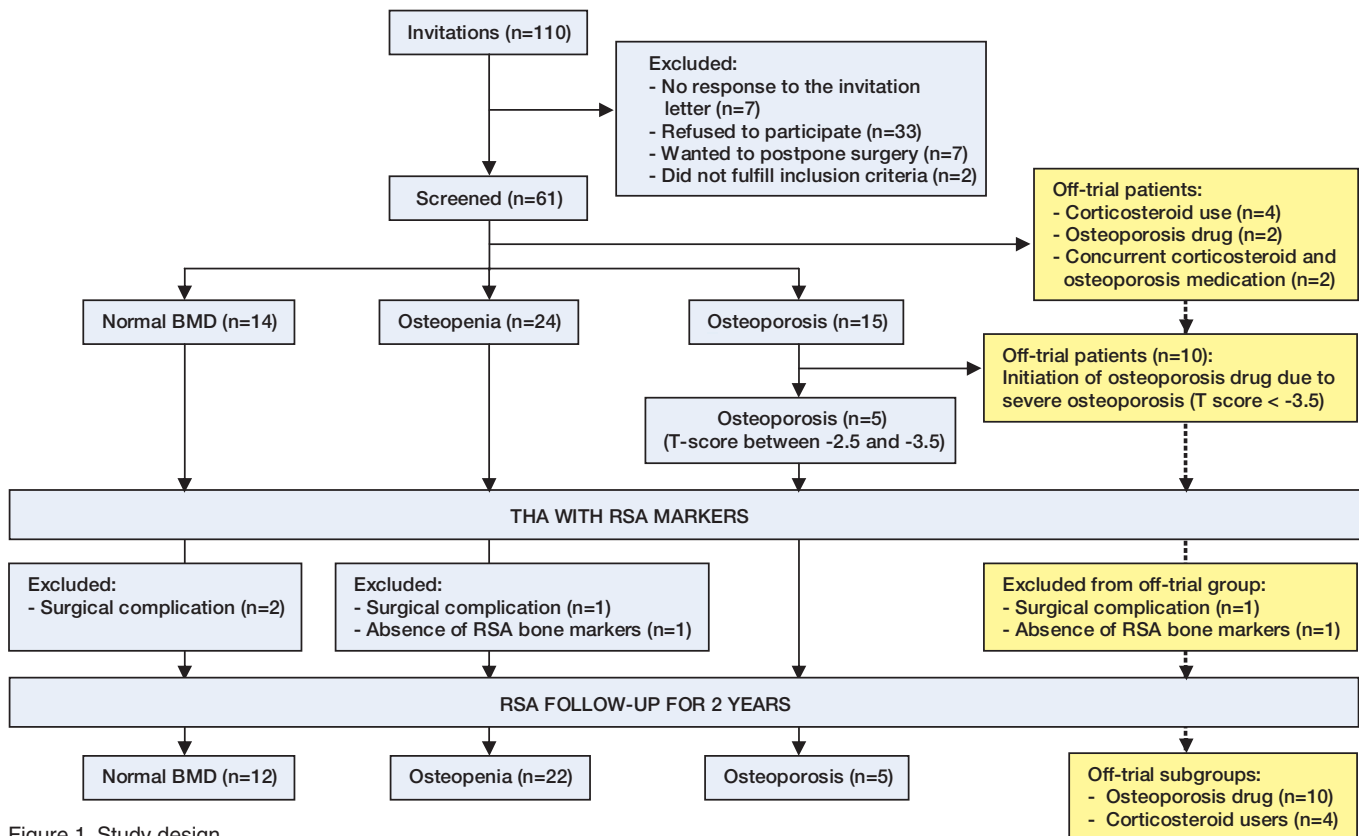 Invitations (n=110)
Excluded:
- No response to the invitation
letter (n=7)
- Refused to participate (n=33)
- Wanted to postpone surgery (n=7)
- Did not fulfill inclusion criteria (n=2)
Screened (n=61)
Off-trial patients:
- Corticosteroid use (n=4)
- Osteoporosis drug (n=2)
- Concurrent corticosteroid and
osteoporosis medication (n=2)
Normal BMD (n=14)
Osteopenia (n=24)
Osteoporosis (n=15)
Off-trial patients (n=10):
Initiation of osteoporosis drug due to
severe osteoporosis (T score < -3.5)
Osteoporosis (n=5)
(T-score between -2.5 and -3.5)
THA WITH RSA MARKERS
Excluded:
- Surgical complication (n=2)
Excluded:
- Surgical complication (n=1)
- Absence of RSA bone markers (n=1)
Excluded from off-trial group:
- Surgical complication (n=1)
- Absence of RSA bone markers (n=1)
RSA FOLLOW-UP FOR 2 YEARS
Normal BMD (n=12)
Osteopenia (n=22)
Osteoporosis (n=5)
Off-trial subgroups:
- Osteoporosis drug (n=10)
- Corticosteroid users (n=4)
Figure 1. Study design